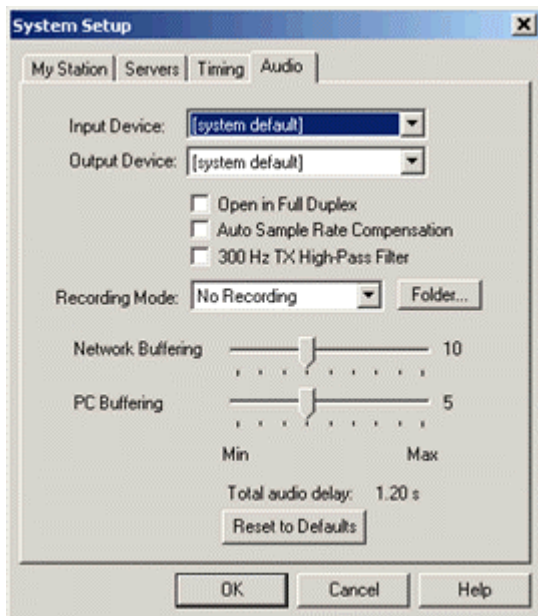 System Setup
My Station Servers Timing Audio
Input Device: [system default]
Output Device: [system default]
Open in Full Duplex
Auto Sample Rate Compensation
300 Hz TX High-Pass Filter
Recording Mode: No Recording Folder...
Network Buffering 10
PC Buffering 5
Min Max
Total audio delay: 1.20 s
Reset to Defaults
OK Cancel Help